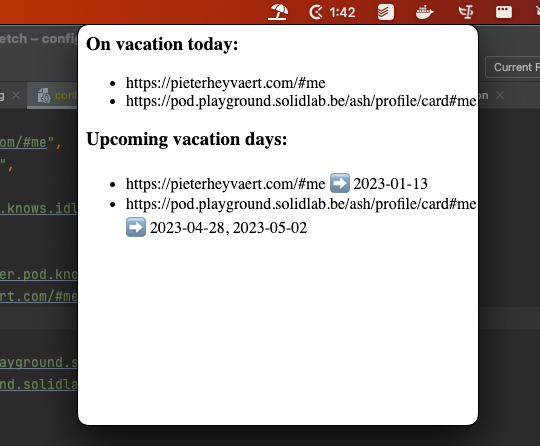 1:42
etch – config
Current F
g
conf
on
On vacation today:
https://pieterheyvaert.com/#me
https://pod.playground.solidlab.be/ash/profile/card#me
Upcoming vacation days:
https://pieterheyvaert.com/#me ➡️ 2023-01-13
https://pod.playground.solidlab.be/ash/profile/card#me
➡️ 2023-04-28, 2023-05-02
om/#me",
",
.knows.idl
er.pod.kno
rt.com/#me
ayground.s
nd.solidla